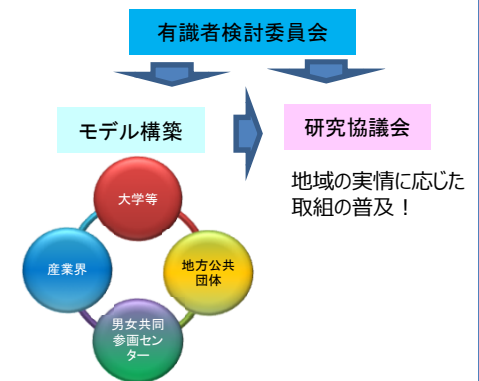 有識者検討委員会
モデル構築
研究協議会
地域の実情に応じた
取組の普及！
大学等
産業界
地方公共
団体
男女共同
参画セン
ター